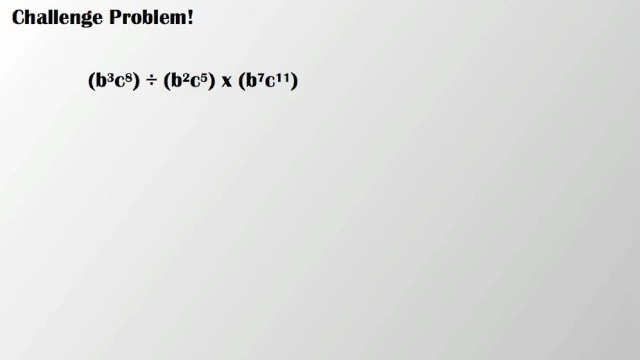 Challenge Problem!
(b³c⁸) ÷ (b²c⁵) x (b⁷c¹¹)